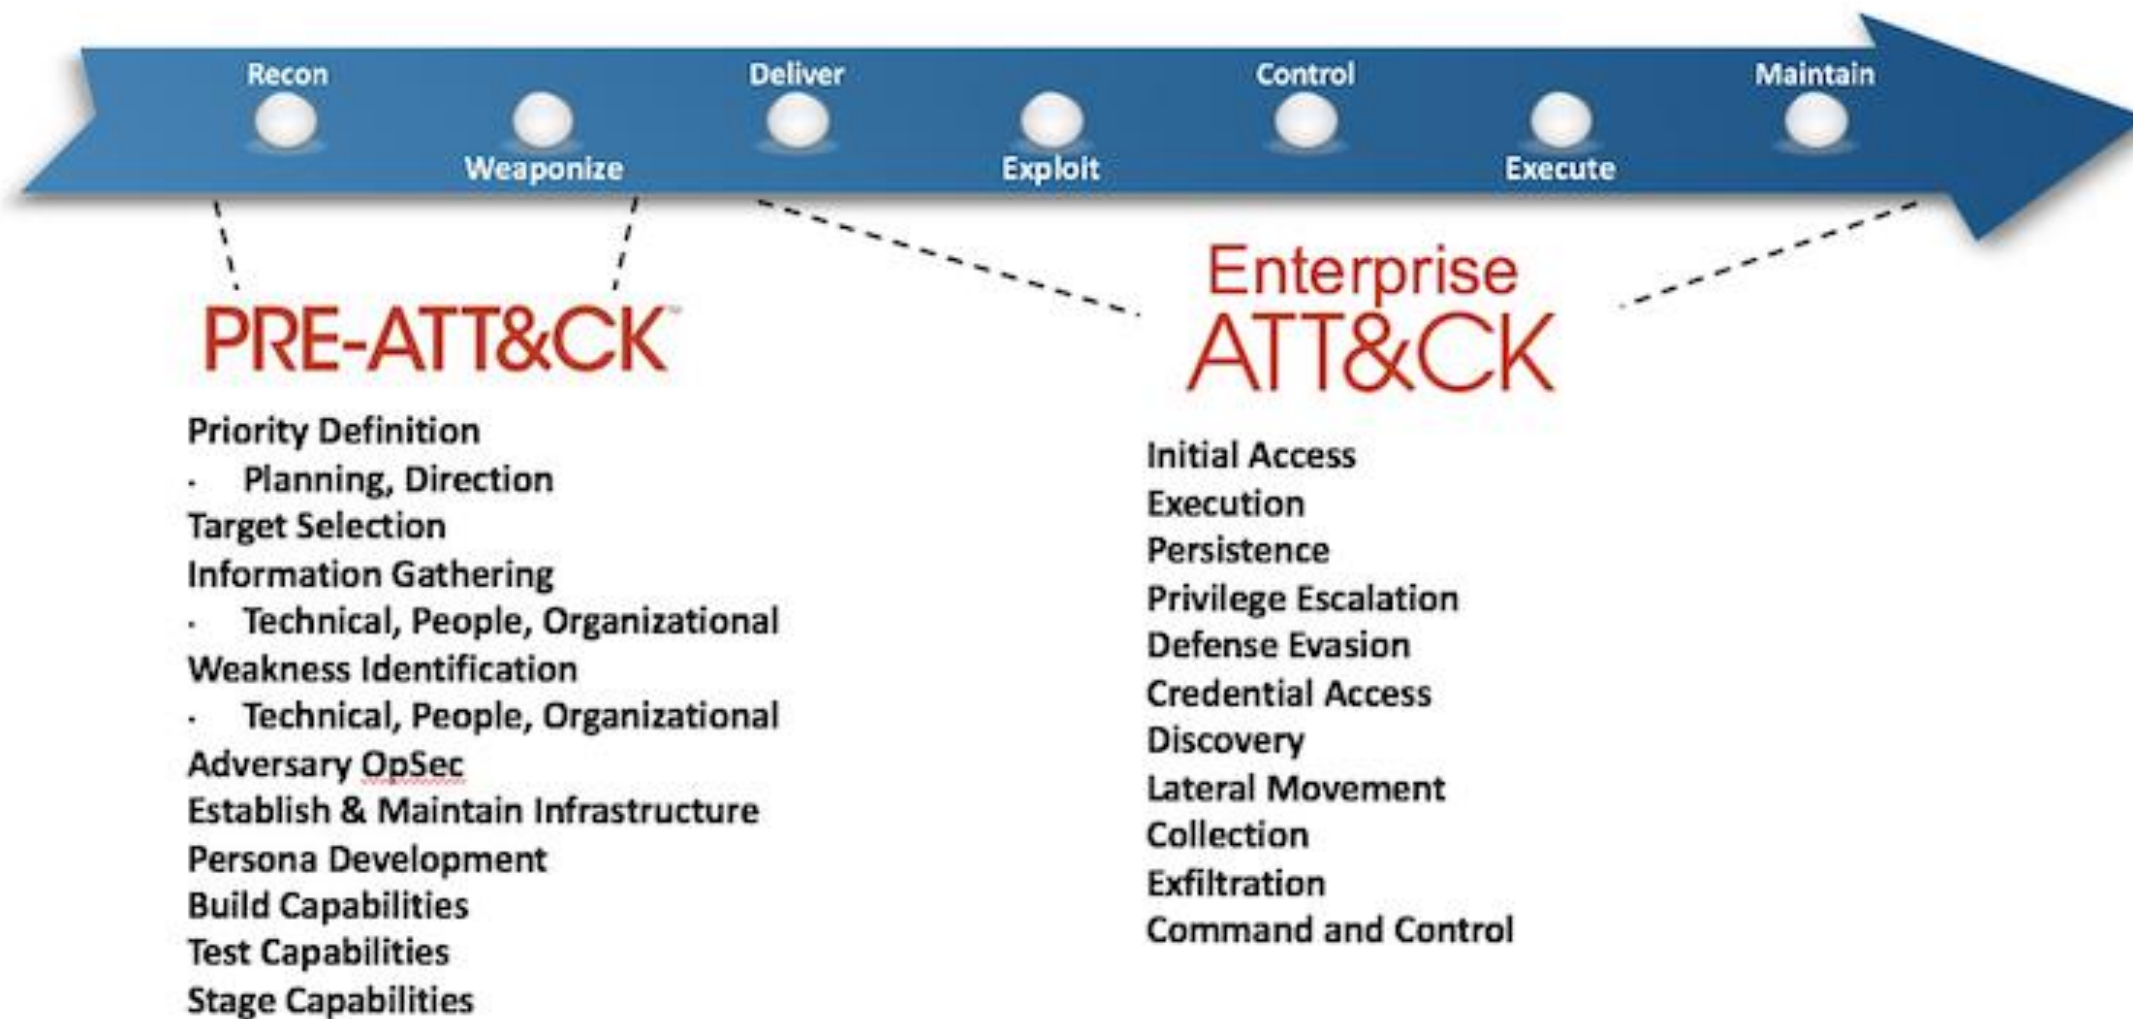 Recon
Weaponize
Deliver
Exploit
Control
Execute
Maintain
PRE-ATT&CK™
Priority Definition
· Planning, Direction
Target Selection
Information Gathering
· Technical, People, Organizational
Weakness Identification
· Technical, People, Organizational
Adversary OpSec
Establish & Maintain Infrastructure
Persona Development
Build Capabilities
Test Capabilities
Stage Capabilities
Enterprise
ATT&CK
Initial Access
Execution
Persistence
Privilege Escalation
Defense Evasion
Credential Access
Discovery
Lateral Movement
Collection
Exfiltration
Command and Control